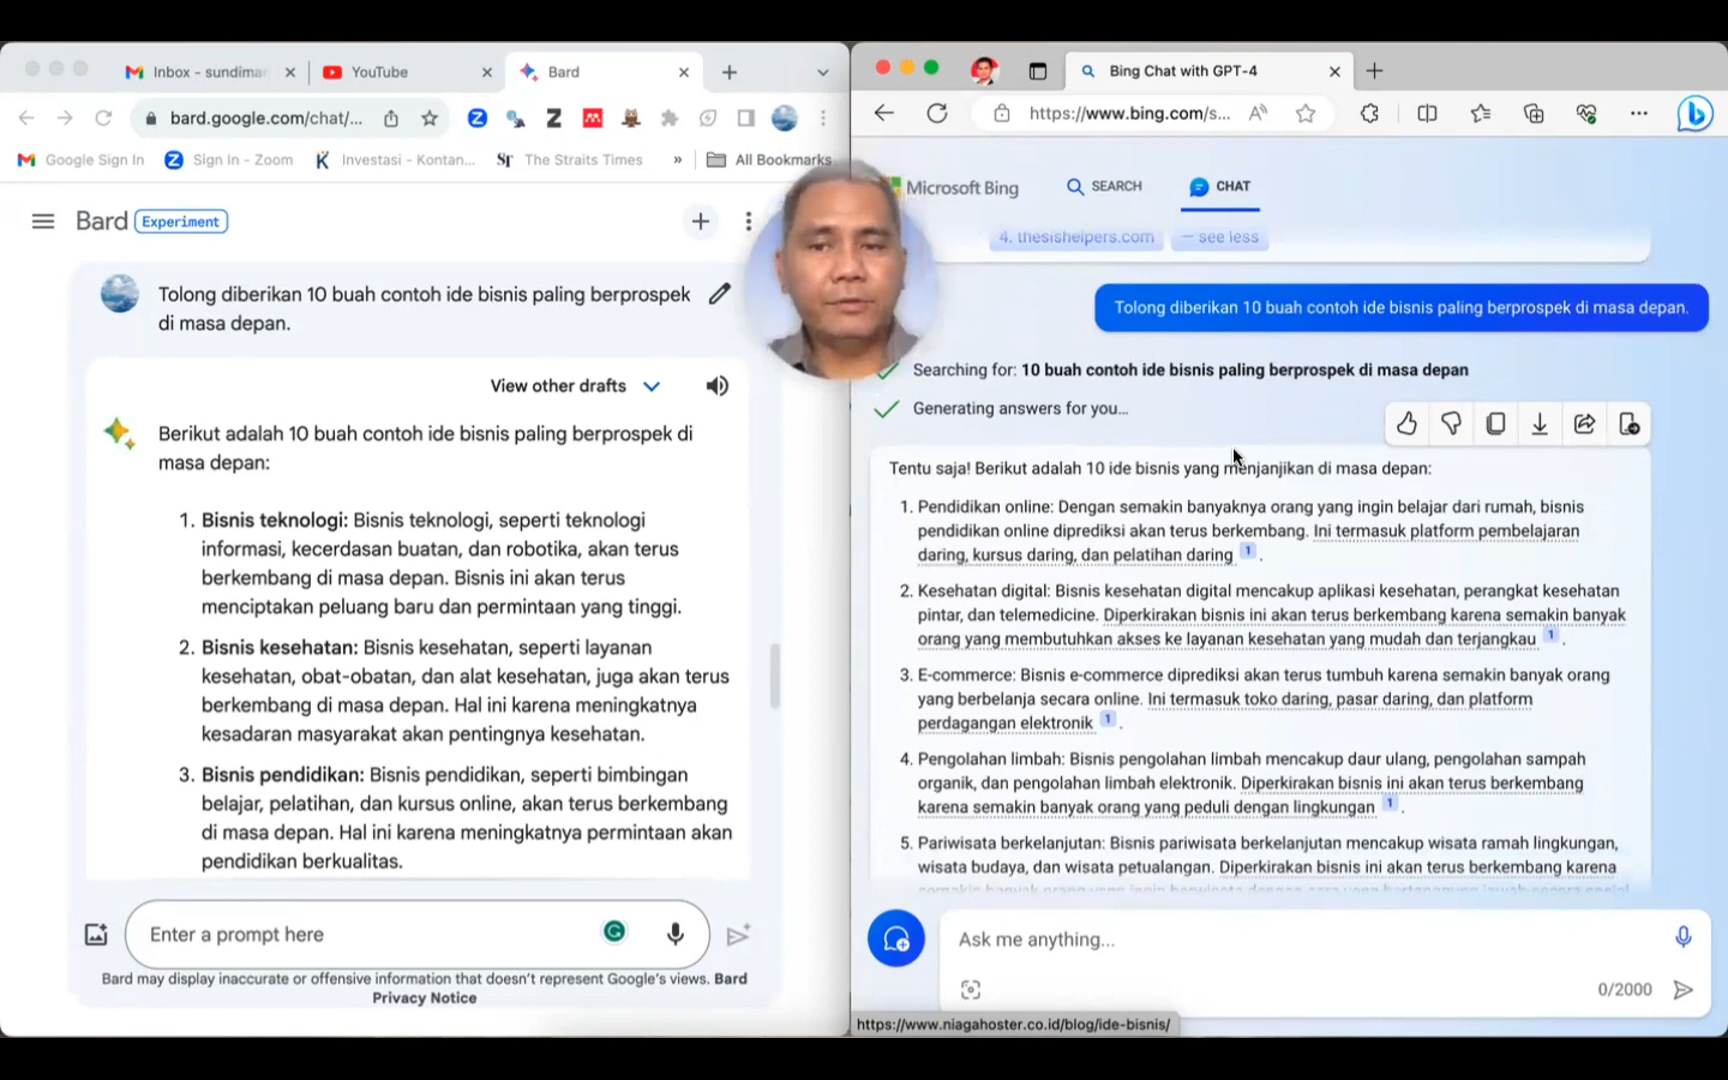 Inbox - sundima
YouTube
Bard
bard.google.com/chat/...
Google Sign In
Sign In - Zoom
Investasi - Kontan...
The Straits Times
»
All Bookmarks
Bard
Experiment
Tolong diberikan 10 buah contoh ide bisnis paling berprospek
di masa depan.
View other drafts
Berikut adalah 10 buah contoh ide bisnis paling berprospek di
masa depan:
1. Bisnis teknologi: Bisnis teknologi, seperti teknologi
informasi, kecerdasan buatan, dan robotika, akan terus
berkembang di masa depan. Bisnis ini akan terus
menciptakan peluang baru dan permintaan yang tinggi.
2. Bisnis kesehatan: Bisnis kesehatan, seperti layanan
kesehatan, obat-obatan, dan alat kesehatan, juga akan terus
berkembang di masa depan. Hal ini karena meningkatnya
kesadaran masyarakat akan pentingnya kesehatan.
3. Bisnis pendidikan: Bisnis pendidikan, seperti bimbingan
belajar, pelatihan, dan kursus online, akan terus berkembang
di masa depan. Hal ini karena meningkatnya permintaan akan
pendidikan berkualitas.
Enter a prompt here
Bard may display inaccurate or offensive information that doesn't represent Google's views. Bard
Privacy Notice
Bing Chat with GPT-4
https://www.bing.com/s...
Microsoft Bing
SEARCH
CHAT
4. thesishelpers.com
− see less
Tolong diberikan 10 buah contoh ide bisnis paling berprospek di masa depan.
Searching for: 10 buah contoh ide bisnis paling berprospek di masa depan
Generating answers for you...
Tentu saja! Berikut adalah 10 ide bisnis yang menjanjikan di masa depan:
1. Pendidikan online: Dengan semakin banyaknya orang yang ingin belajar dari rumah, bisnis
pendidikan online diprediksi akan terus berkembang. Ini termasuk platform pembelajaran
daring, kursus daring, dan pelatihan daring 1.
2. Kesehatan digital: Bisnis kesehatan digital mencakup aplikasi kesehatan, perangkat kesehatan
pintar, dan telemedicine. Diperkirakan bisnis ini akan terus berkembang karena semakin banyak
orang yang membutuhkan akses ke layanan kesehatan yang mudah dan terjangkau 1.
3. E-commerce: Bisnis e-commerce diprediksi akan terus tumbuh karena semakin banyak orang
yang berbelanja secara online. Ini termasuk toko daring, pasar daring, dan platform
perdagangan elektronik 1.
4. Pengolahan limbah: Bisnis pengolahan limbah mencakup daur ulang, pengolahan sampah
organik, dan pengolahan limbah elektronik. Diperkirakan bisnis ini akan terus berkembang
karena semakin banyak orang yang peduli dengan lingkungan 1.
5. Pariwisata berkelanjutan: Bisnis pariwisata berkelanjutan mencakup wisata ramah lingkungan,
wisata budaya, dan wisata petualangan. Diperkirakan bisnis ini akan terus berkembang karena
Ask me anything...
0/2000
https://www.niagahoster.co.id/blog/ide-bisnis/